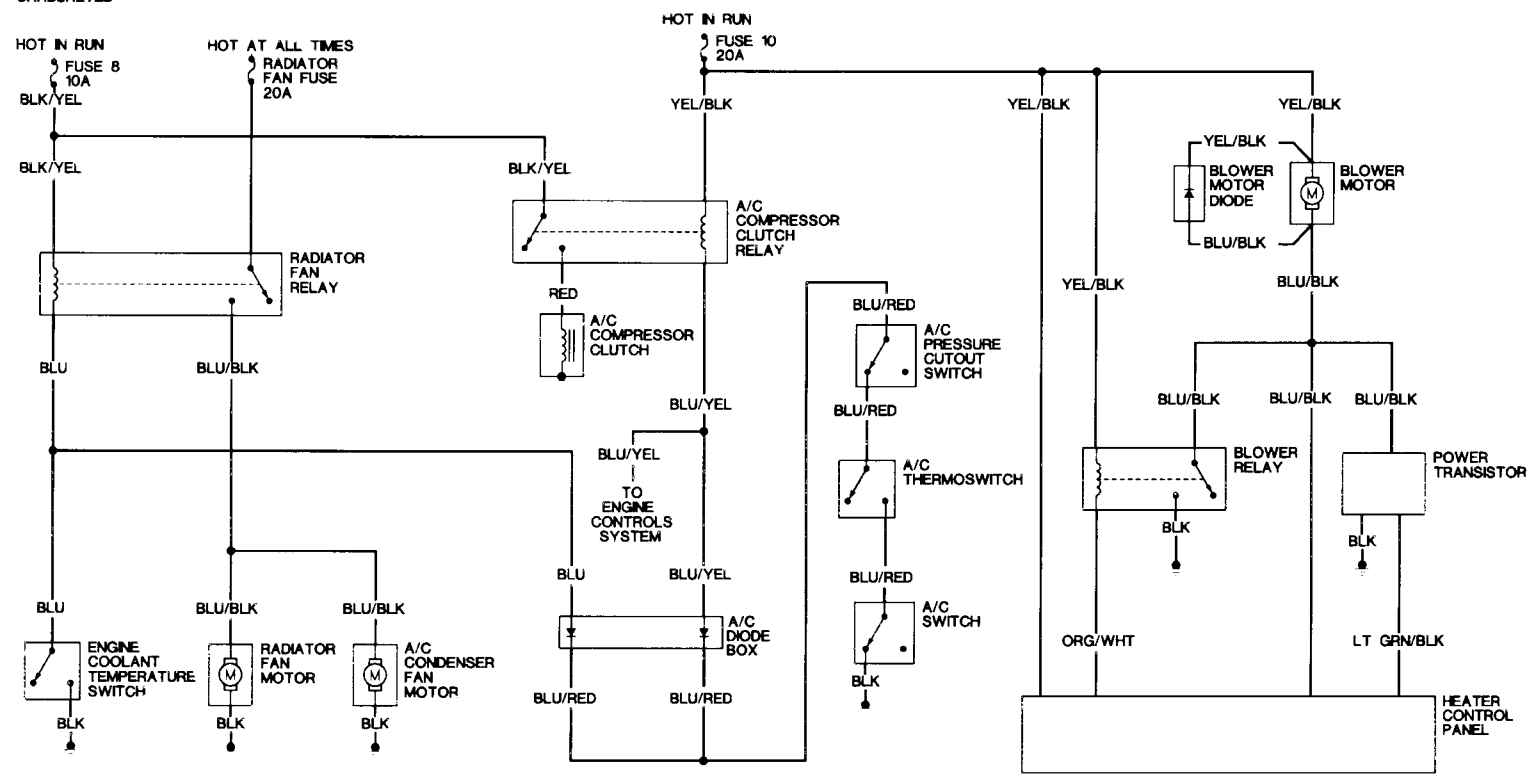 HOT IN RUN
FUSE 10
20A
HOT IN RUN
FUSE 8
10A
BLK/YEL
HOT AT ALL TIMES
RADIATOR
FAN FUSE
20A
YEL/BLK
YEL/BLK
YEL/BLK
BLK/YEL
BLK/YEL
YEL/BLK
BLOWER
MOTOR
DIODE
M
BLOWER
MOTOR
BLU/BLK
A/C
COMPRESSOR
CLUTCH
RELAY
RADIATOR
FAN
RELAY
RED
A/C
COMPRESSOR
CLUTCH
YEL/BLK
BLU/BLK
BLU/RED
A/C
PRESSURE
CUTOUT
SWITCH
BLU
BLU/BLK
BLU/YEL
BLU/RED
BLU/BLK
BLU/BLK
BLU/BLK
BLU/YEL
TO
ENGINE
CONTROLS
SYSTEM
A/C
THERMOSWITCH
BLOWER
RELAY
POWER
TRANSISTOR
BLK
BLK
BLU
BLU/YEL
BLU/RED
BLU
BLU/BLK
BLU/BLK
A/C
DIODE
BOX
A/C
SWITCH
ORG/WHT
LT GRN/BLK
ENGINE
COOLANT
TEMPERATURE
SWITCH
M
RADIATOR
FAN
MOTOR
M
A/C
CONDENSER
FAN
MOTOR
BLU/RED
BLU/RED
BLK
BLK
BLK
BLK
HEATER
CONTROL
PANEL